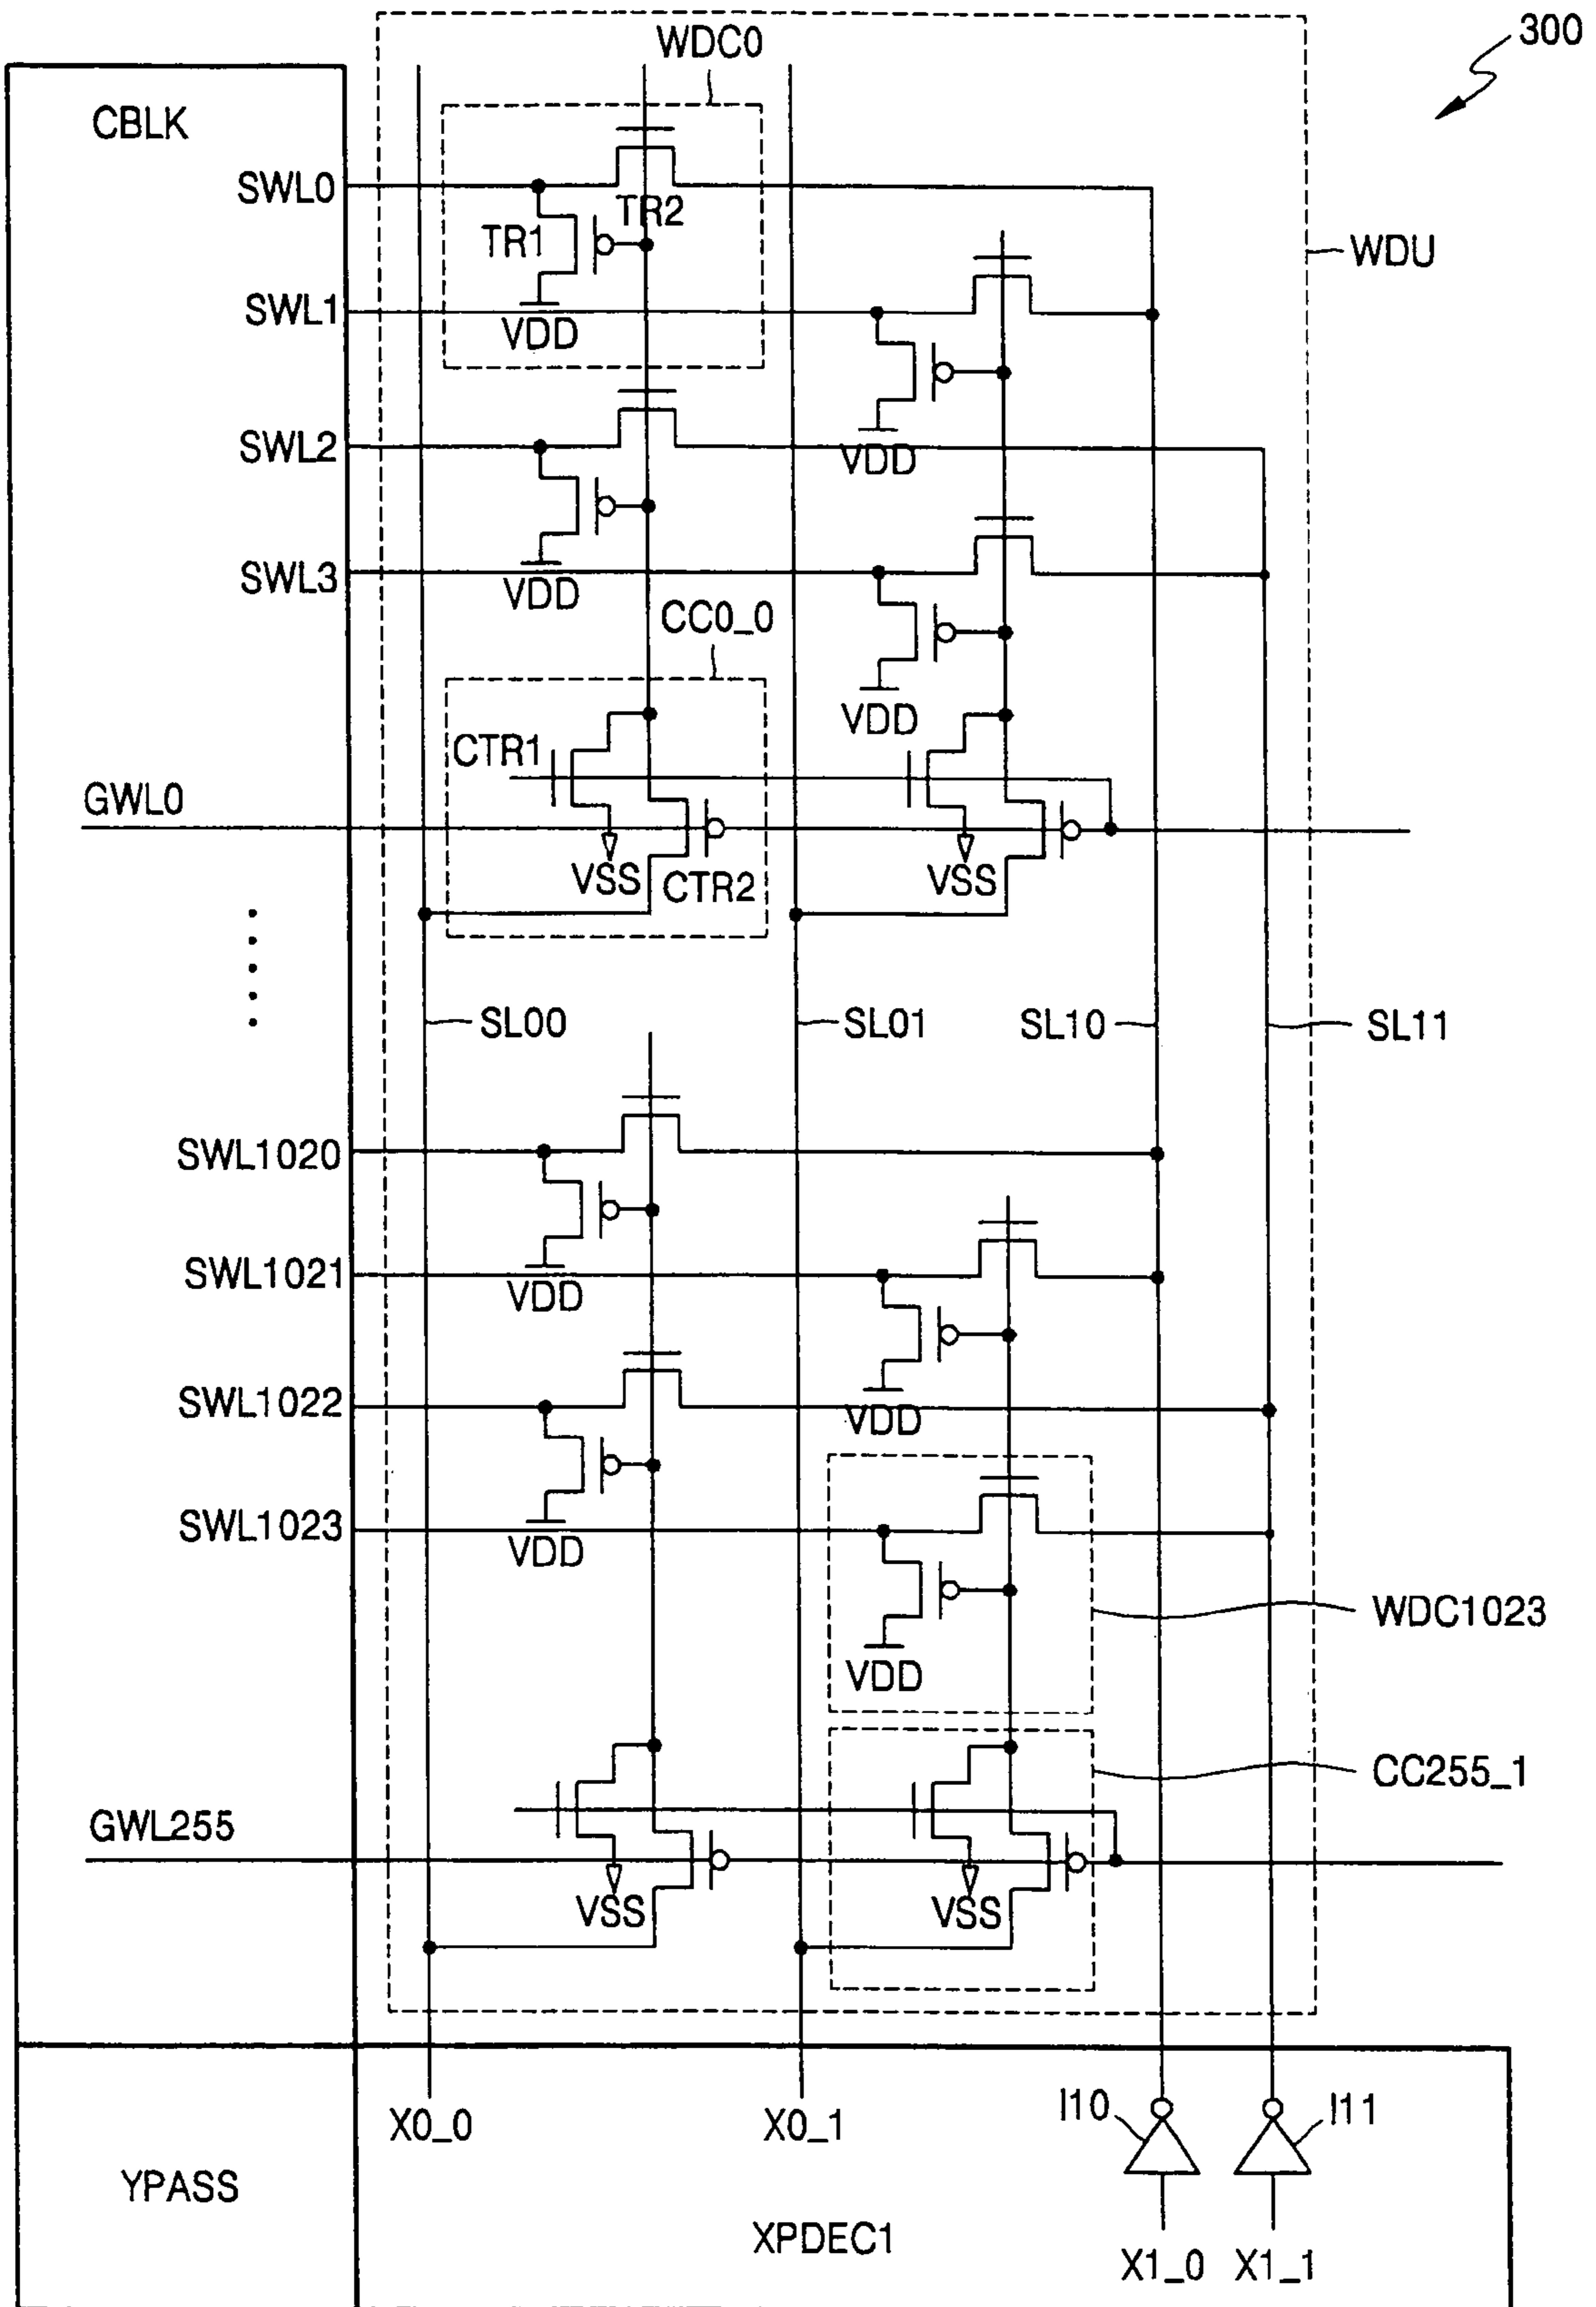 300
WDC0
CBLK
SWL0
TR2
TR1
WDU
SWL1
VDD
SWL2
VDD
SWL3
VDD
CC0_0
VDD
CTR1
GWL0
VSS
CTR2
VSS
SL00
SL01
SL10
SL11
SWL1020
SWL1021
VDD
SWL1022
VDD
SWL1023
VDD
WDC1023
VDD
CC255_1
GWL255
VSS
VSS
X0_0
X0_1
I10
I11
YPASS
XPDEC1
X1_0
X1_1